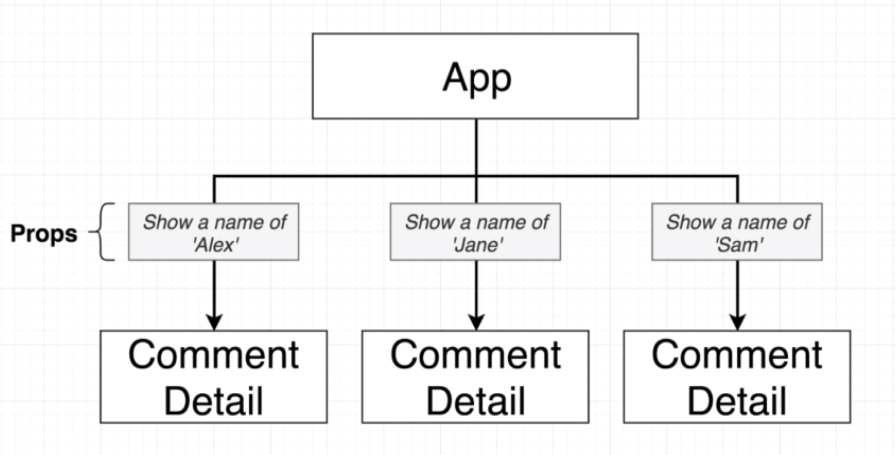 App
Props
Show a name of
'Alex'
Show a name of
'Jane'
Show a name of
'Sam'
Comment
Detail
Comment
Detail
Comment
Detail